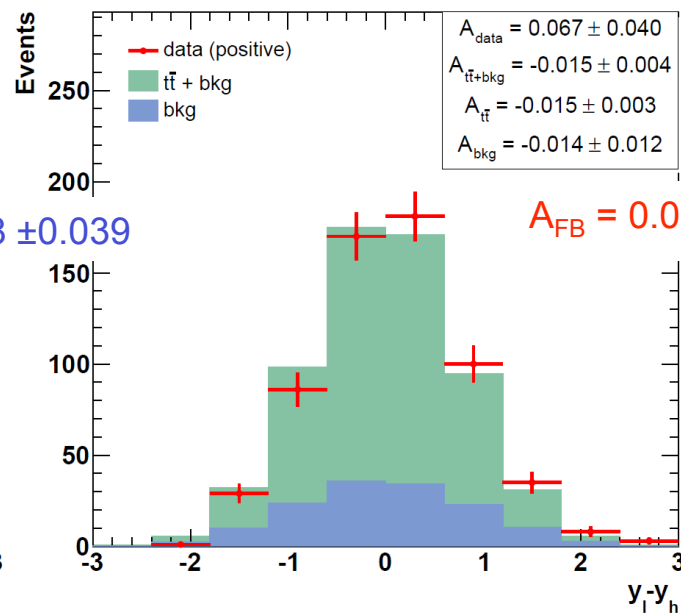 Events
data (positive)
tt̄ + bkg
bkg
A_data = 0.067 ± 0.040
A_tt̄+bkg = -0.015 ± 0.004
A_tt̄ = -0.015 ± 0.003
A_bkg = -0.014 ± 0.012
250
200
±0.039
A_FB = 0.0
150
100
50
0
-3 -2 -1 0 1 2 3
y_l-y_h